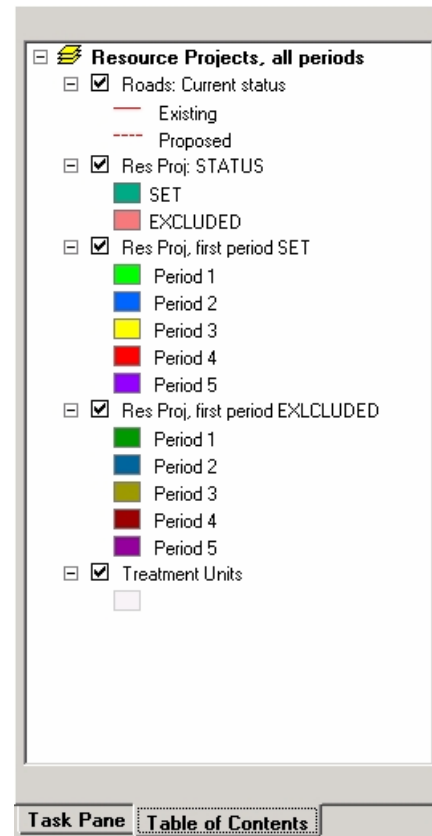 Resource Projects, all periods
Roads: Current status
Existing
Proposed
Res Proj: STATUS
SET
EXCLUDED
Res Proj, first period SET
Period 1
Period 2
Period 3
Period 4
Period 5
Res Proj, first period EXLCLUDED
Period 1
Period 2
Period 3
Period 4
Period 5
Treatment Units
Task Pane Table of Contents